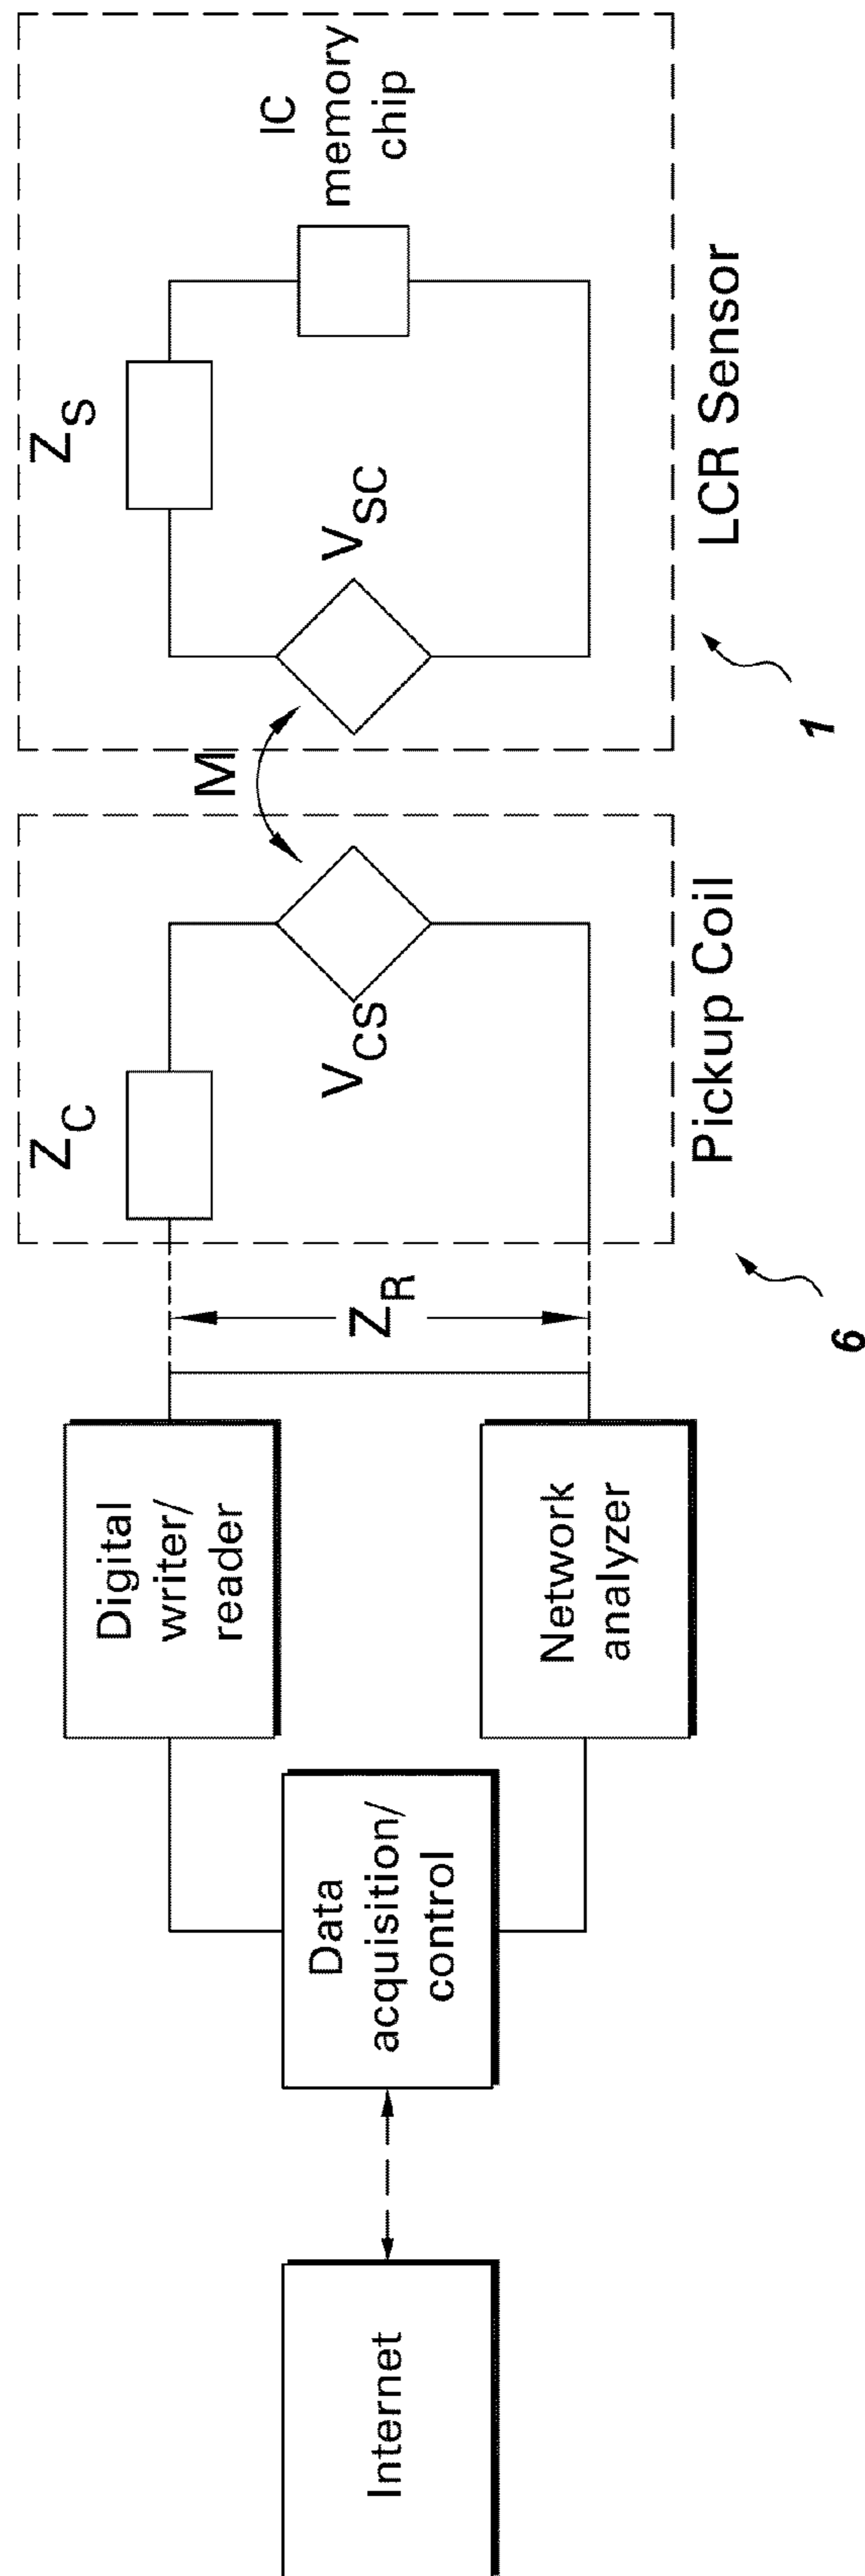 Internet
Data
acquisition/
control
Digital
writer/
reader
Network
analyzer
Z_R
Z_C
V_CS
Pickup Coil
6
M
Z_S
V_SC
IC
memory
chip
LCR Sensor
1